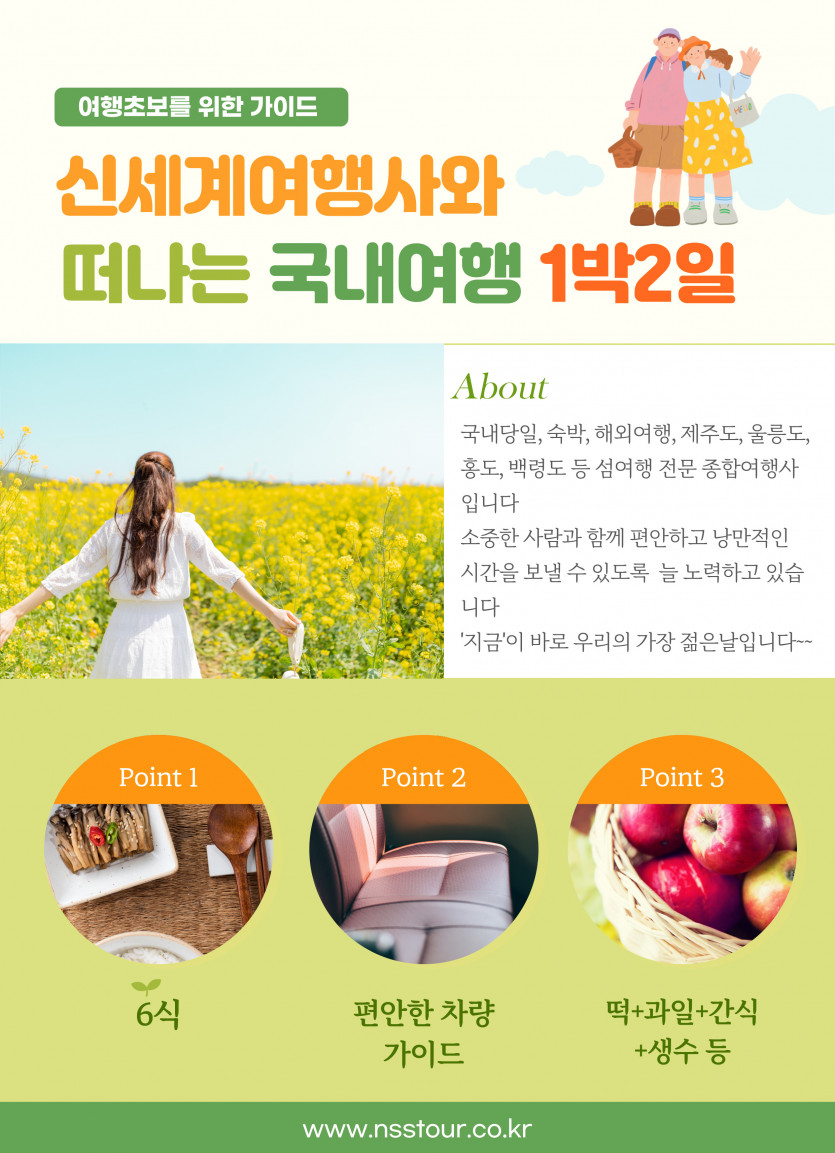 여행초보를 위한 가이드
신세계여행사와
떠나는 국내여행 1박2일
About
국내당일, 숙박, 해외여행, 제주도, 울릉도,
홍도, 백령도 등 섬여행 전문 종합여행사
입니다
소중한 사람과 함께 편안하고 낭만적인
시간을 보낼 수 있도록 늘 노력하고 있습
니다
'지금'이 바로 우리의 가장 젊은날입니다~~
Point 1
Point 2
Point 3
6식
편안한 차량
가이드
떡+과일+간식
+생수 등
www.nsstour.co.kr